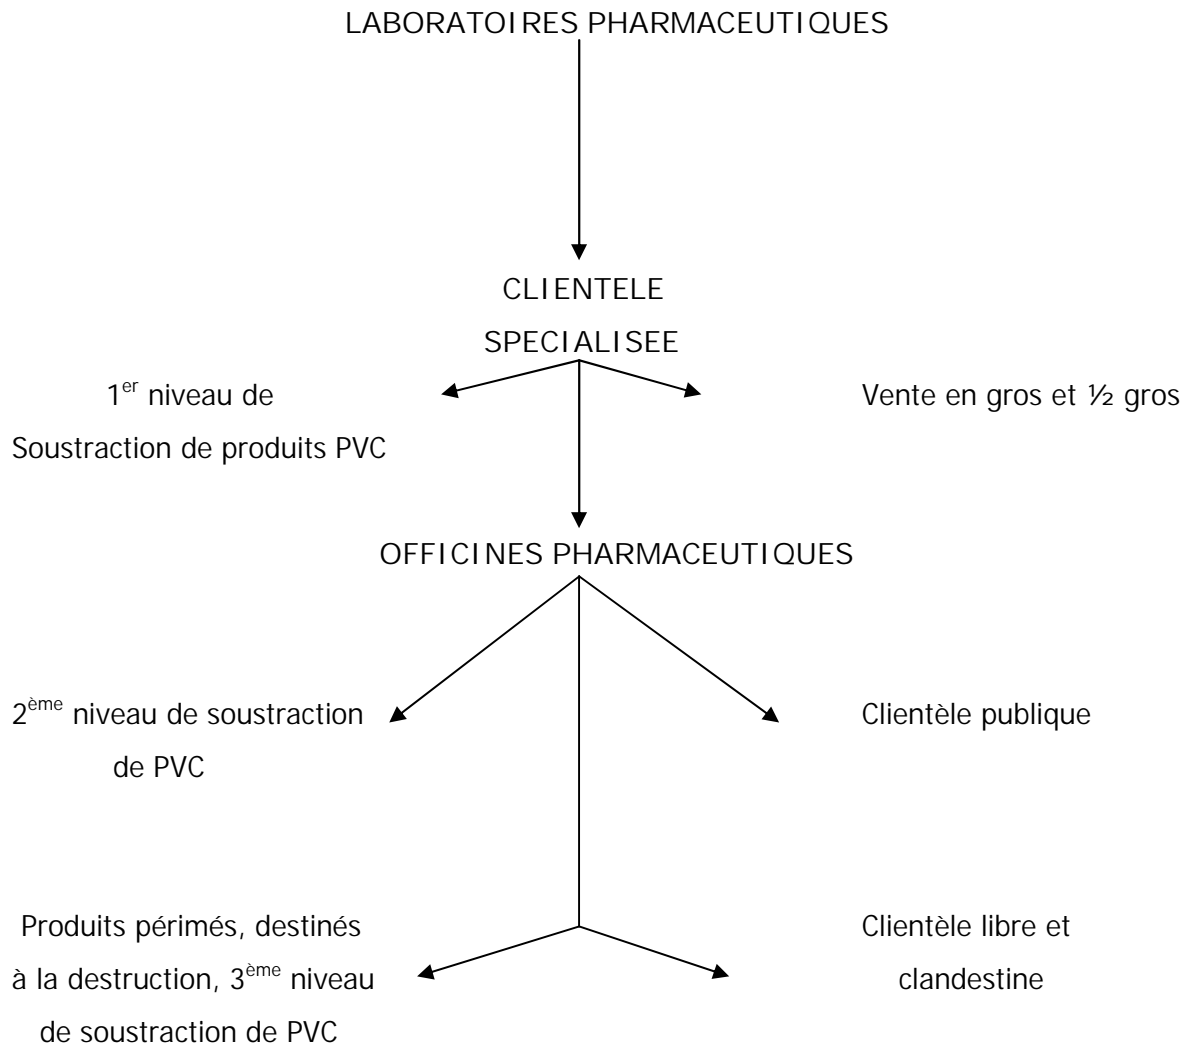 LABORATOIRES PHARMACEUTIQUES
CLIENTELE
SPECIALISEE
1er niveau de
Soustraction de produits PVC
Vente en gros et ½ gros
OFFICINES PHARMACEUTIQUES
2ème niveau de soustraction
de PVC
Clientèle publique
Produits périmés, destinés
à la destruction, 3ème niveau
de soustraction de PVC
Clientèle libre et
clandestine